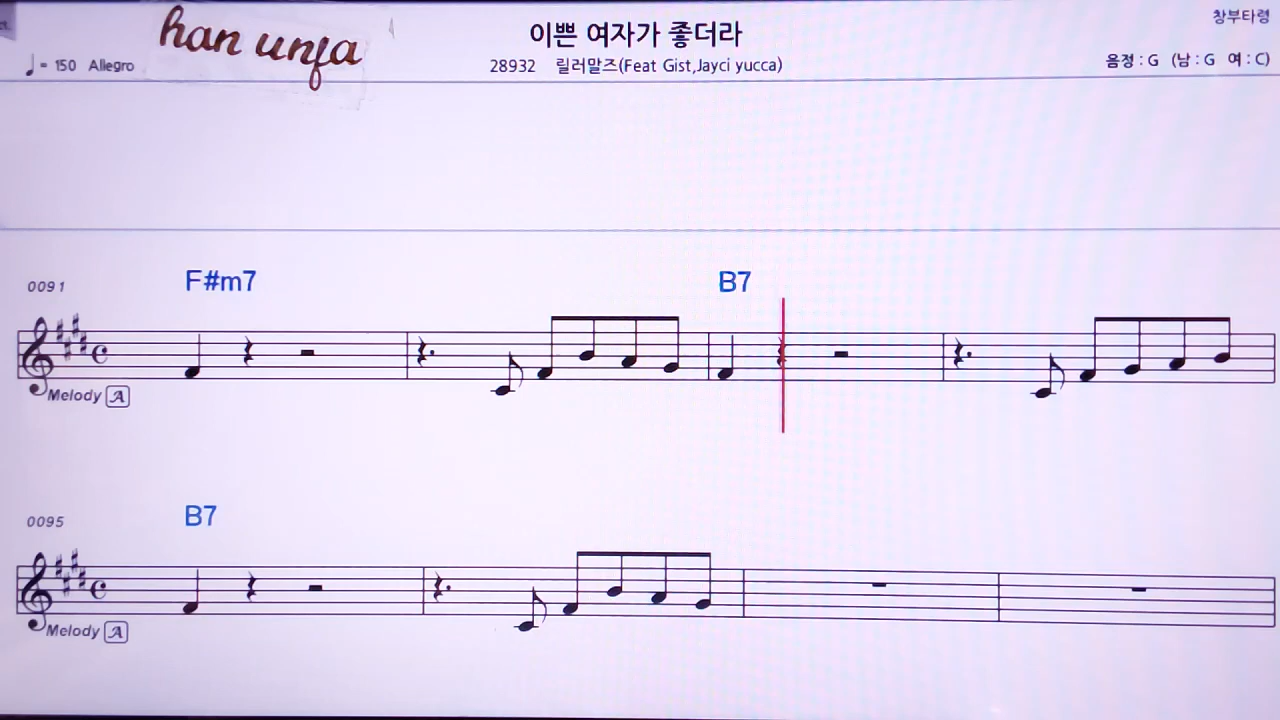 han unfa
이쁜 여자가 좋더라
창부타령
♩ = 150 Allegro
28932 릴러말즈(Feat Gist,Jayci yucca)
음정 : G (남 : G 여 : C)
0091
F#m7
B7
Melody A
0095
B7
Melody A